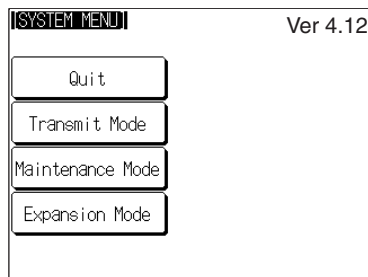 [SYSTEM MENU]
Ver 4.12
Quit
Transmit Mode
Maintenance Mode
Expansion Mode